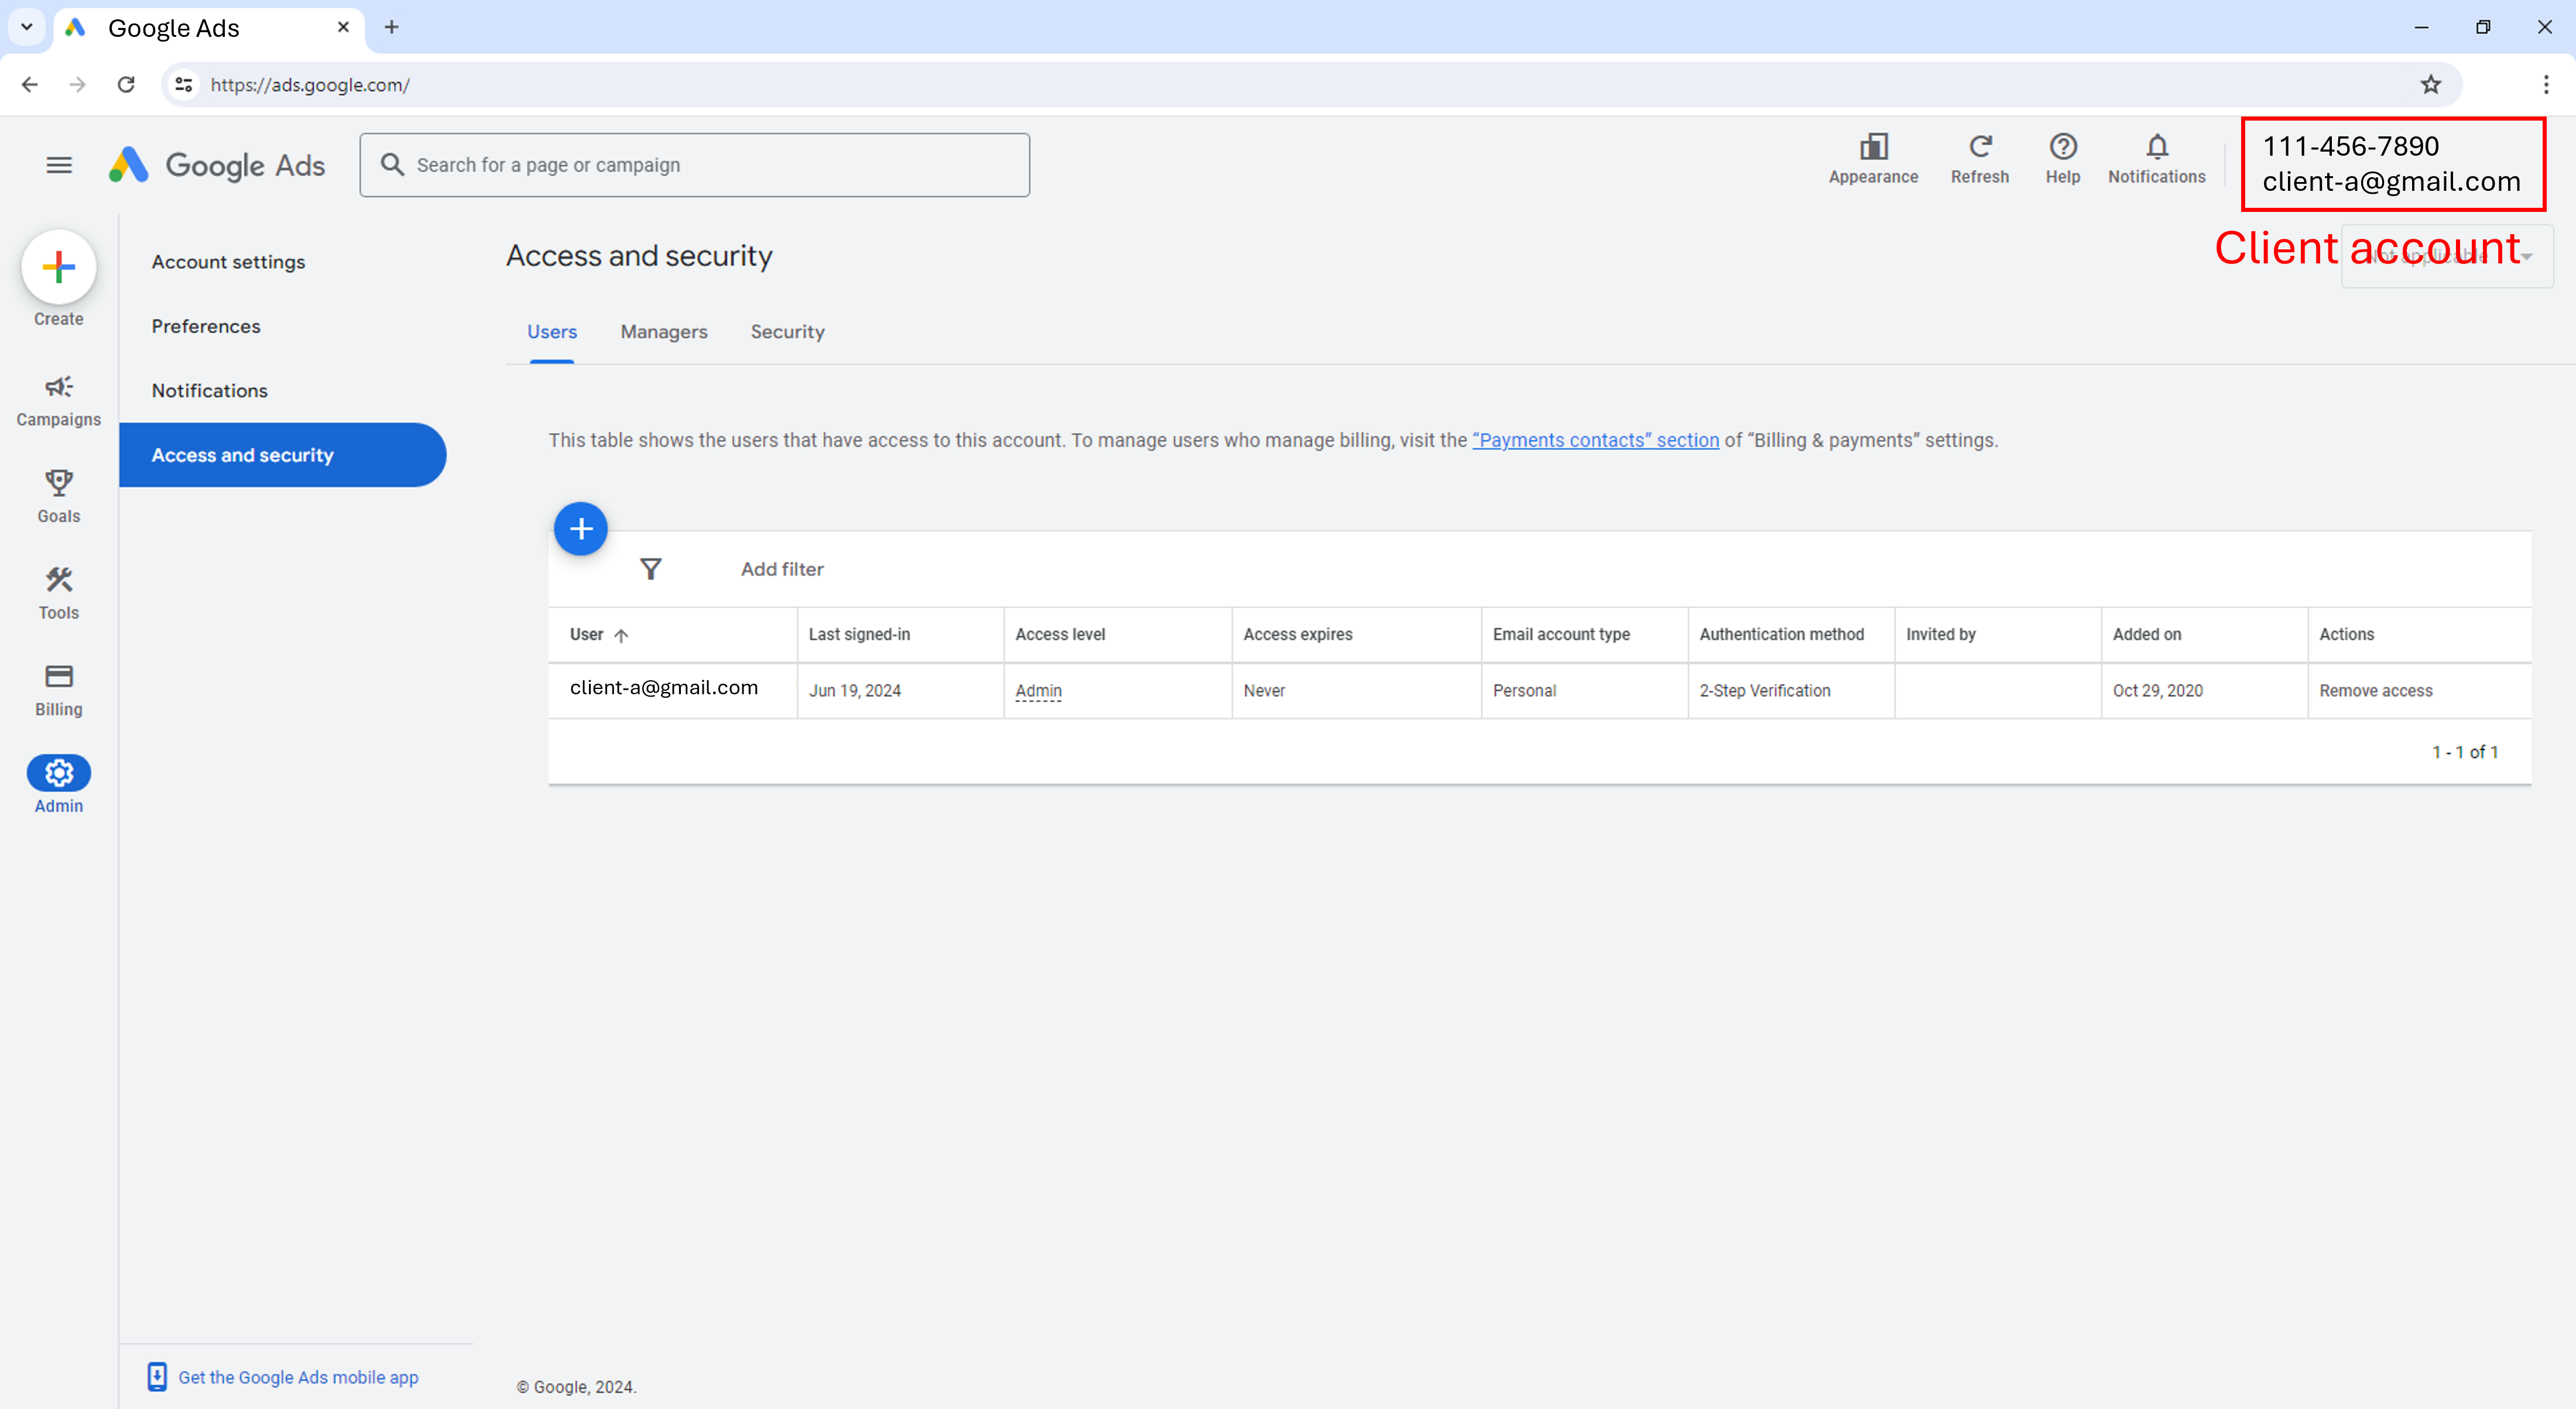 Google Ads
https://ads.google.com/
Google Ads
Search for a page or campaign
Appearance
Refresh
Help
Notifications
111-456-7890
client-a@gmail.com
Client account
Not applicable
Create
Campaigns
Goals
Tools
Billing
Admin
Account settings
Preferences
Notifications
Access and security
Access and security
Users Managers Security
This table shows the users that have access to this account. To manage users who manage billing, visit the “Payments contacts” section of “Billing & payments” settings.
Add filter
User Last signed-in Access level Access expires Email account type Authentication method Invited by Added on Actions
client-a@gmail.com Jun 19, 2024 Admin Never Personal 2-Step Verification Oct 29, 2020 Remove access
1 - 1 of 1
Get the Google Ads mobile app
© Google, 2024.